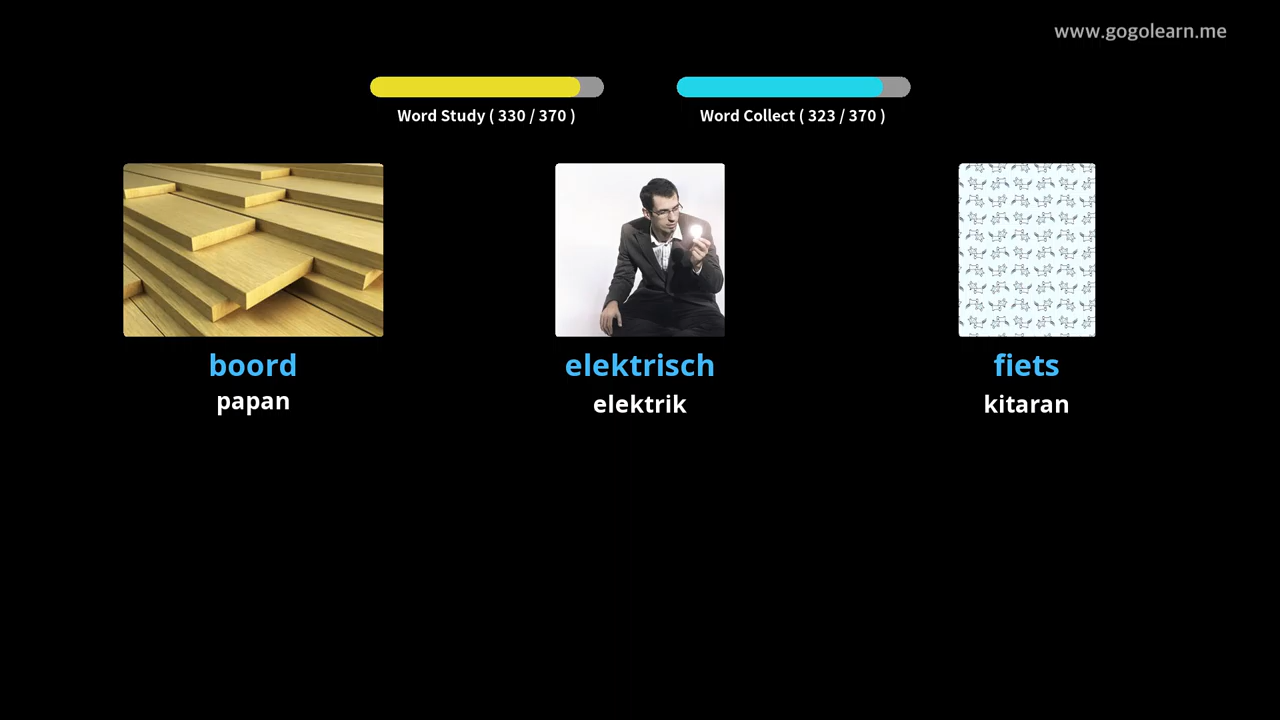 www.gogolearn.me
Word Study ( 330 / 370 )
Word Collect ( 323 / 370 )
boord
papan
elektrisch
elektrik
fiets
kitaran